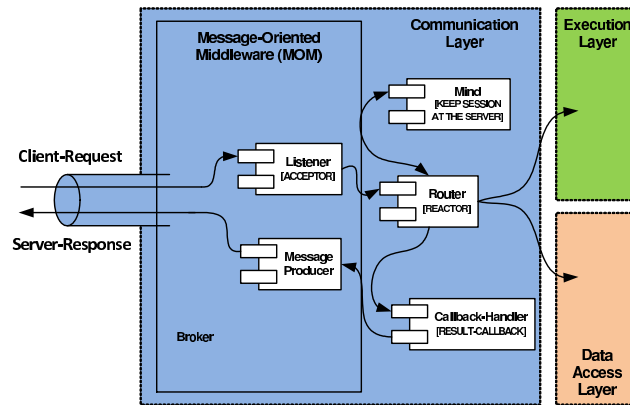 Message-Oriented
Middleware (MOM)
Communication
Layer
Execution
Layer
Mind
[KEEP SESSION
AT THE SERVER]
Client-Request
Listener
[ACCEPTOR]
Router
[REACTOR]
Server-Response
Message
Producer
Callback-Handler
[RESULT-CALLBACK]
Broker
Data
Access
Layer